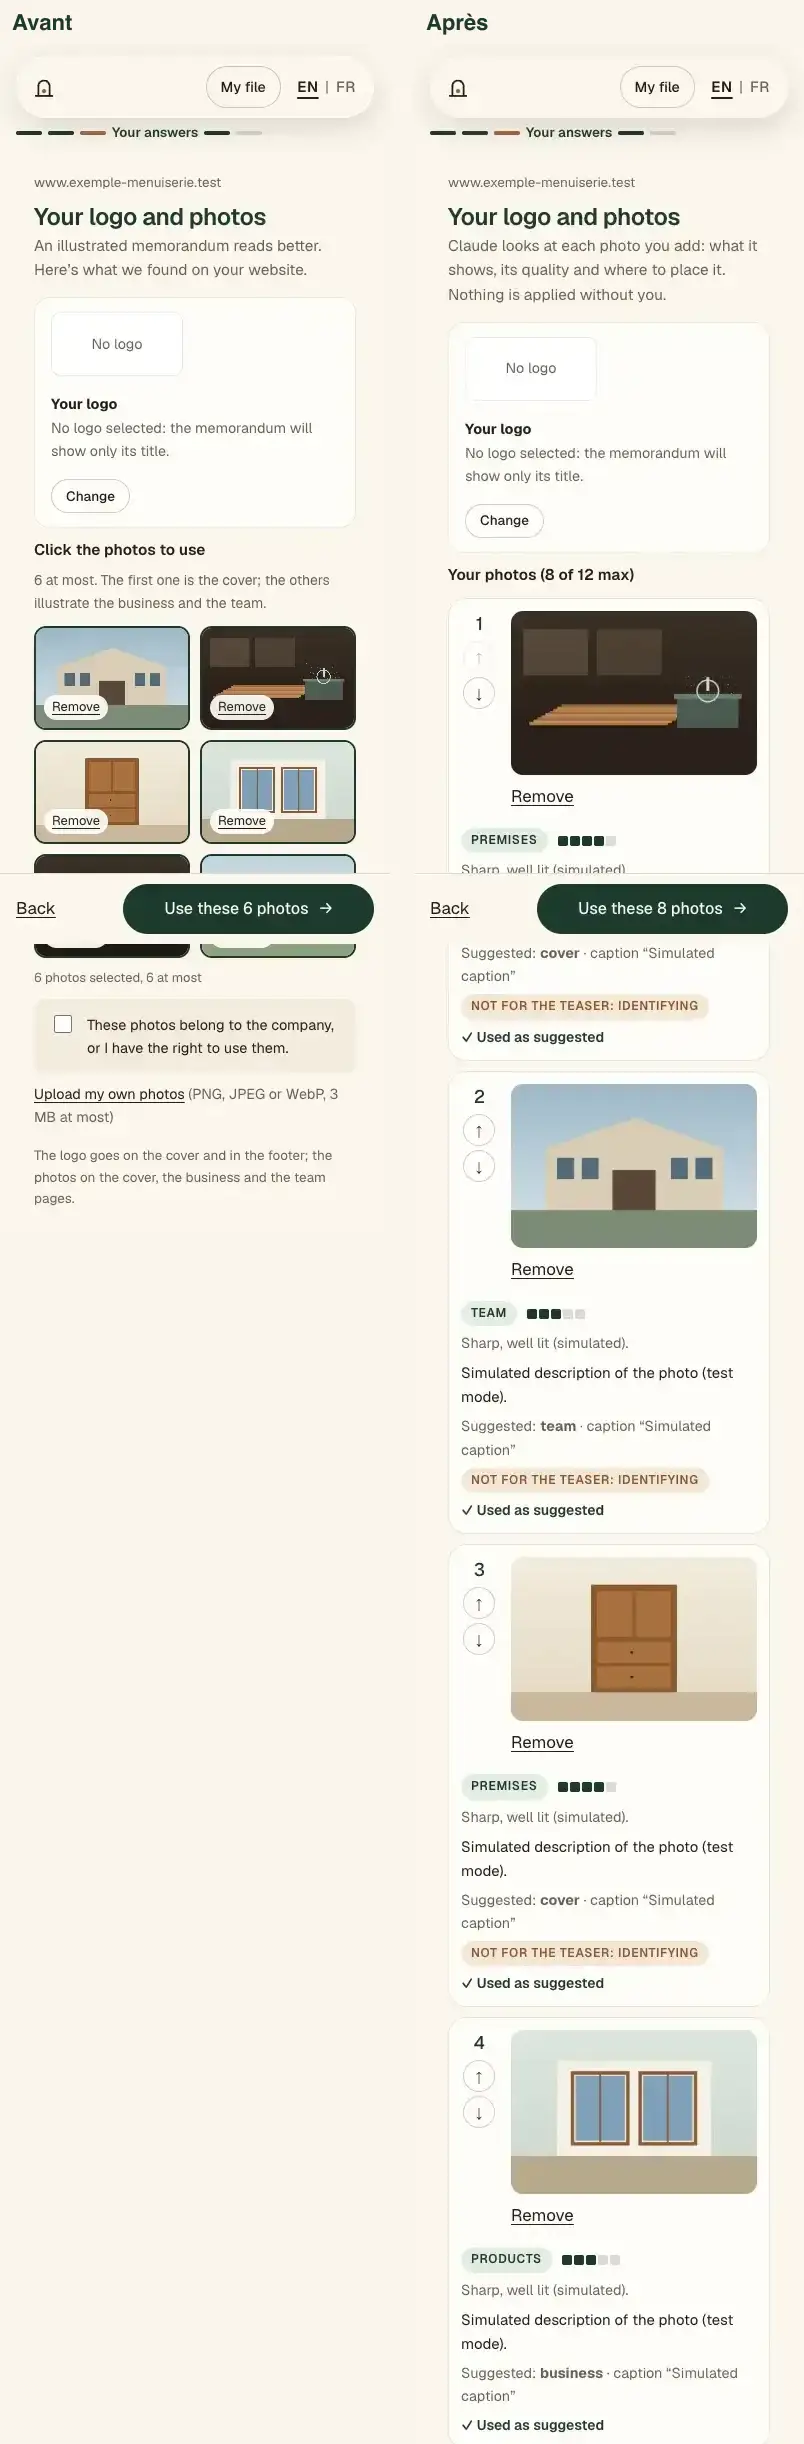 Avant
My file
EN | FR
Your answers
www.exemple-menuiserie.test
Your logo and photos
An illustrated memorandum reads better.
Here's what we found on your website.
No logo
Your logo
No logo selected: the memorandum will
show only its title.
Change
Click the photos to use
6 at most. The first one is the cover; the others
illustrate the business and the team.
Remove
Remove
Remove
Remove
Back
Use these 6 photos →
6 photos selected, 6 at most
These photos belong to the company,
or I have the right to use them.
Upload my own photos (PNG, JPEG or WebP, 3
MB at most)
The logo goes on the cover and in the footer; the
photos on the cover, the business and the team
pages.
Après
My file
EN | FR
Your answers
www.exemple-menuiserie.test
Your logo and photos
Claude looks at each photo you add: what it
shows, its quality and where to place it.
Nothing is applied without you.
No logo
Your logo
No logo selected: the memorandum will
show only its title.
Change
Your photos (8 of 12 max)
1
↑
↓
Remove
PREMISES
Sharp, well lit (simulated)
Back
Use these 8 photos →
Suggested: cover · caption “Simulated
caption”
NOT FOR THE TEASER: IDENTIFYING
✓ Used as suggested
2
↑
↓
Remove
TEAM
Sharp, well lit (simulated).
Simulated description of the photo (test
mode).
Suggested: team · caption “Simulated
caption”
NOT FOR THE TEASER: IDENTIFYING
✓ Used as suggested
3
↑
↓
Remove
PREMISES
Sharp, well lit (simulated).
Simulated description of the photo (test
mode).
Suggested: cover · caption “Simulated
caption”
NOT FOR THE TEASER: IDENTIFYING
✓ Used as suggested
4
↑
↓
Remove
PRODUCTS
Sharp, well lit (simulated).
Simulated description of the photo (test
mode).
Suggested: business · caption “Simulated
caption”
✓ Used as suggested